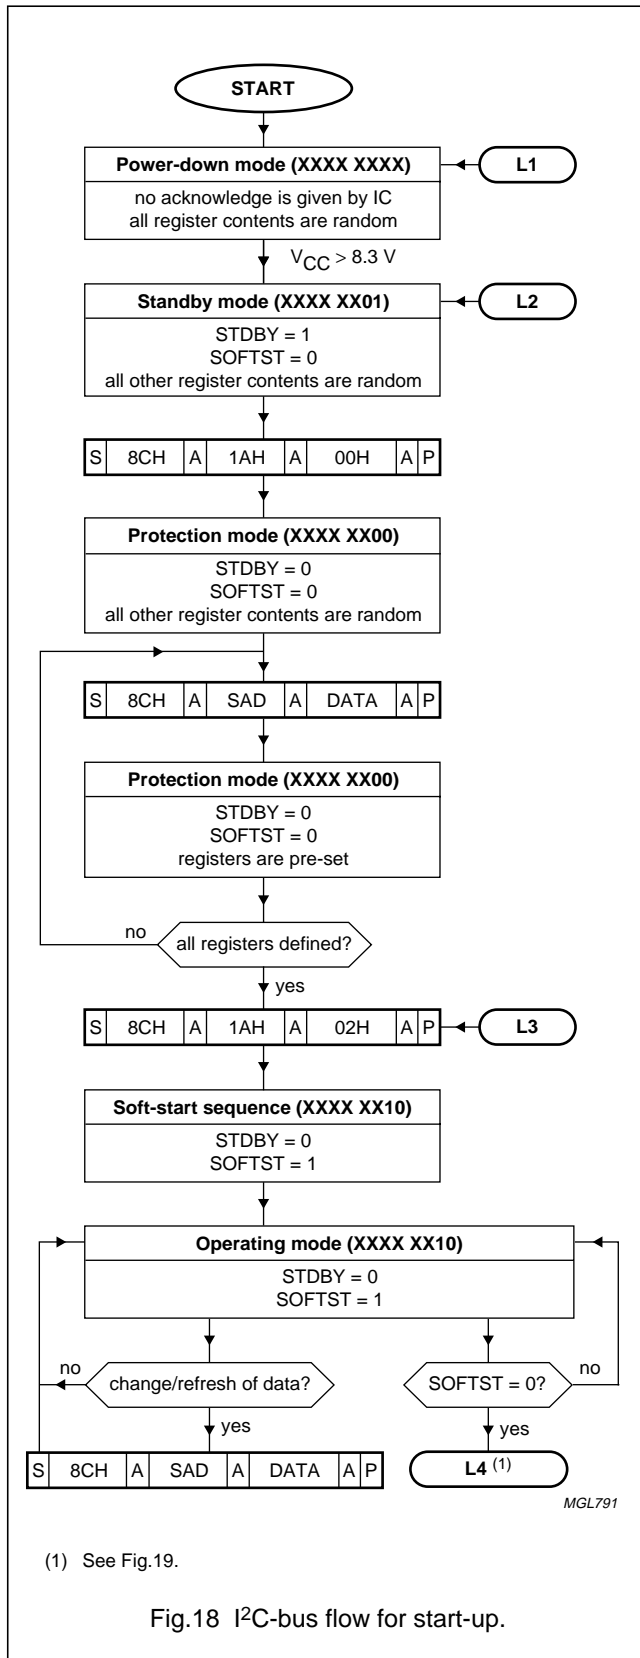 START
Power-down mode (XXXX XXXX)
L1
no acknowledge is given by IC
all register contents are random
VCC > 8.3 V
Standby mode (XXXX XX01)
L2
STDBY = 1
SOFTST = 0
all other register contents are random
S 8CH A 1AH A 00H A P
Protection mode (XXXX XX00)
STDBY = 0
SOFTST = 0
all other register contents are random
S 8CH A SAD A DATA A P
Protection mode (XXXX XX00)
STDBY = 0
SOFTST = 0
registers are pre-set
no
all registers defined?
yes
S 8CH A 1AH A 02H A P
L3
Soft-start sequence (XXXX XX10)
STDBY = 0
SOFTST = 1
Operating mode (XXXX XX10)
STDBY = 0
SOFTST = 1
no
change/refresh of data?
SOFTST = 0?
no
yes
yes
S 8CH A SAD A DATA A P
L4 (1)
MGL791
(1) See Fig.19.
Fig.18 I²C-bus flow for start-up.